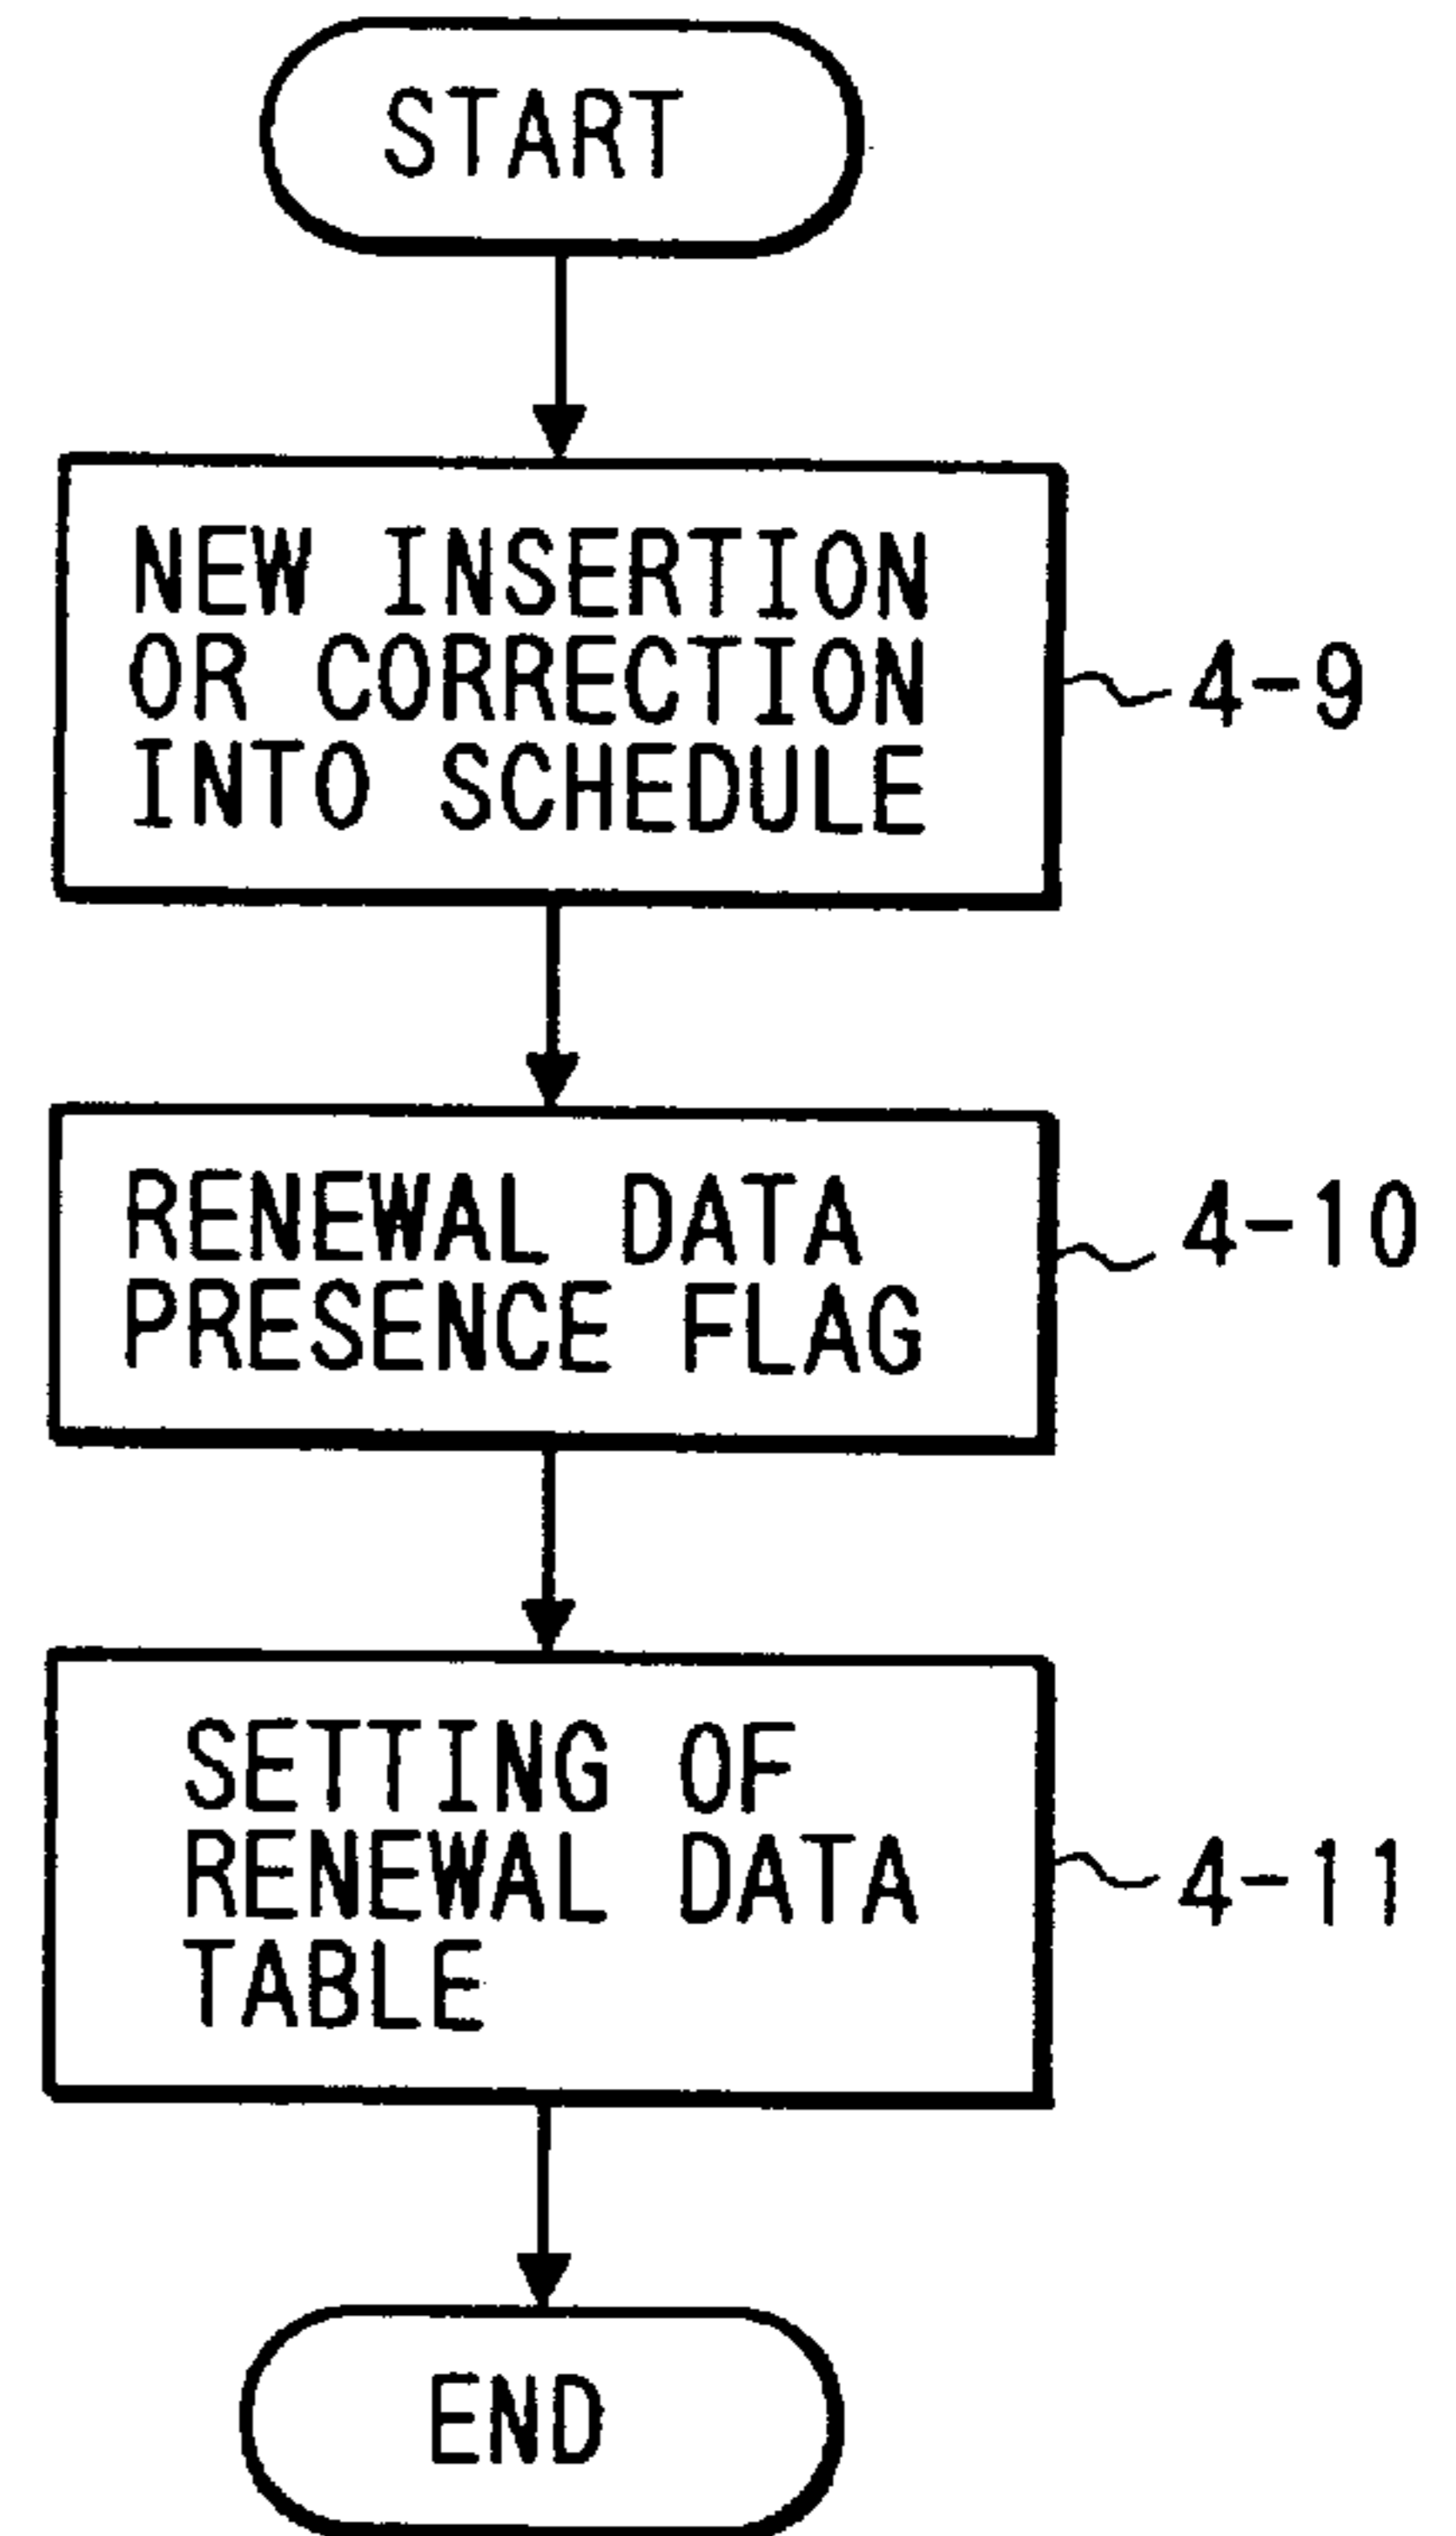 START
NEW INSERTION
OR CORRECTION
INTO SCHEDULE
4-9
RENEWAL DATA
PRESENCE FLAG
4-10
SETTING OF
RENEWAL DATA
TABLE
4-11
END